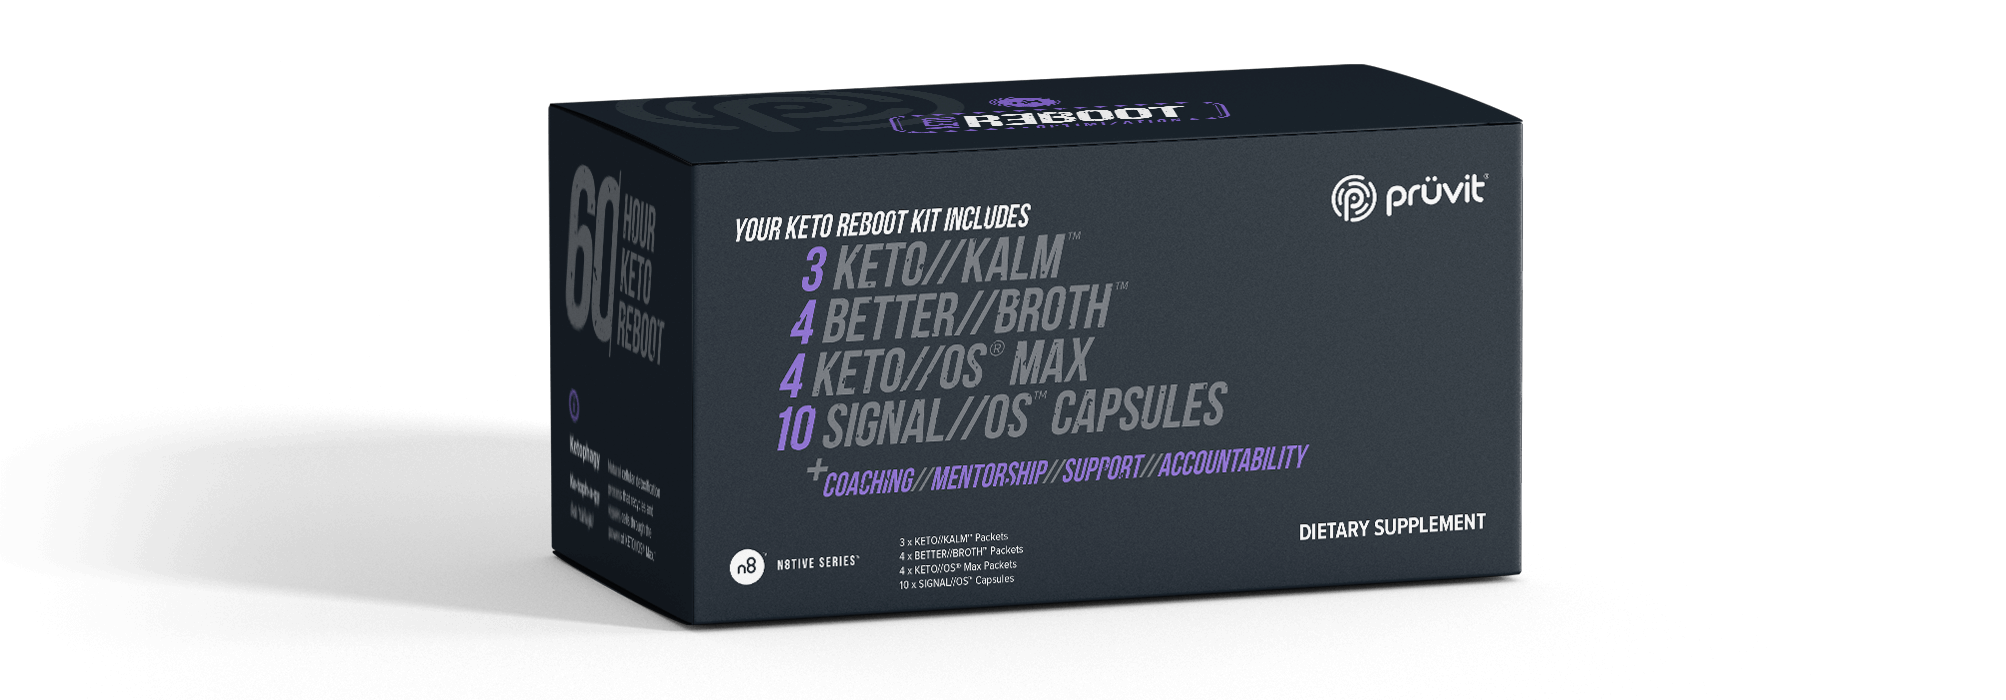 REBOOT
60
HOUR
KETO
REBOOT
Ketophagy
prüvit®
YOUR KETO REBOOT KIT INCLUDES
3 KETO//KALM™
4 BETTER//BROTH™
4 KETO//OS® MAX
10 SIGNAL//OS™ CAPSULES
+COACHING//MENTORSHIP//SUPPORT//ACCOUNTABILITY
DIETARY SUPPLEMENT
n8 N8TIVE SERIES™
3 x KETO//KALM™ Packets
4 x BETTER//BROTH™ Packets
4 x KETO//OS® Max Packets
10 x SIGNAL//OS™ Capsules